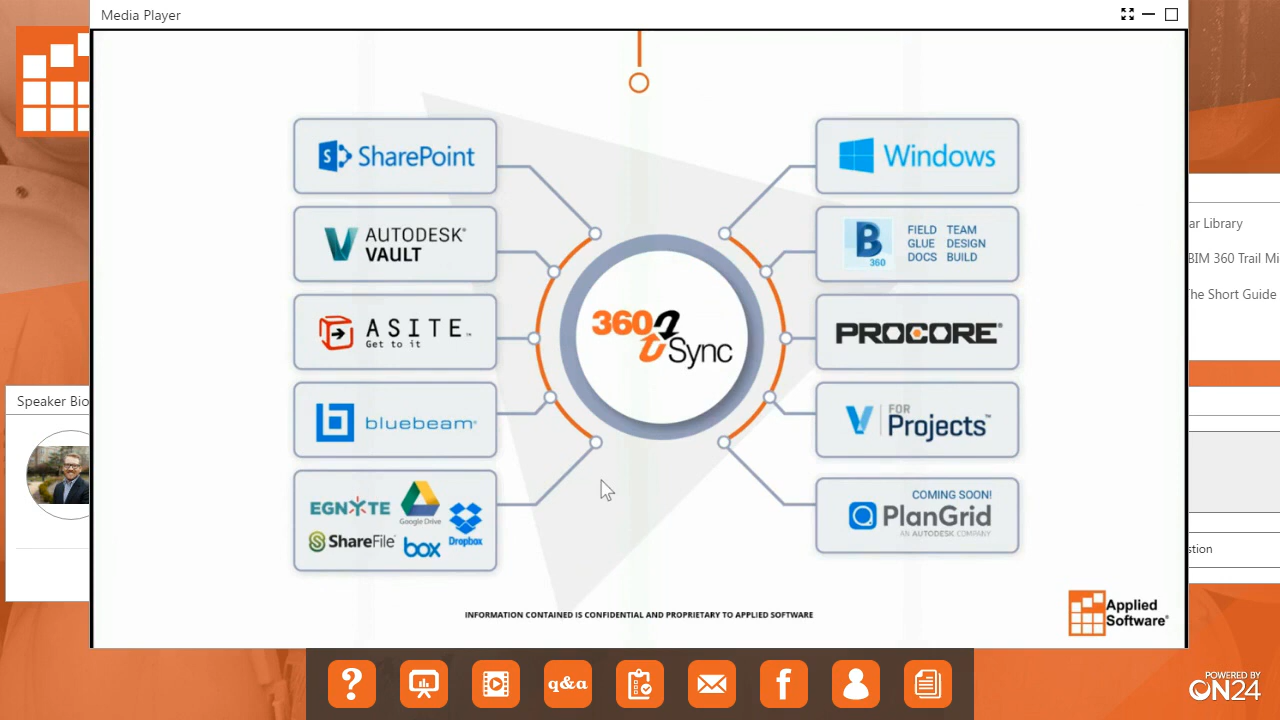 Media Player
SharePoint
AUTODESK®
VAULT
ASITE™
Get to it
bluebeam®
EGNYTE
Google Drive
ShareFile
box
Dropbox
360
Sync
Windows
B
360
FIELD TEAM
GLUE DESIGN
DOCS BUILD
PROCORE®
FOR
Projects™
COMING SOON!
PlanGrid
AN AUTODESK COMPANY
INFORMATION CONTAINED IS CONFIDENTIAL AND PROPRIETARY TO APPLIED SOFTWARE
Applied
Software®
Speaker Bio
ar Library
BIM 360 Trail Mi
The Short Guide
stion
?
q&a
f
POWERED BY
ON24